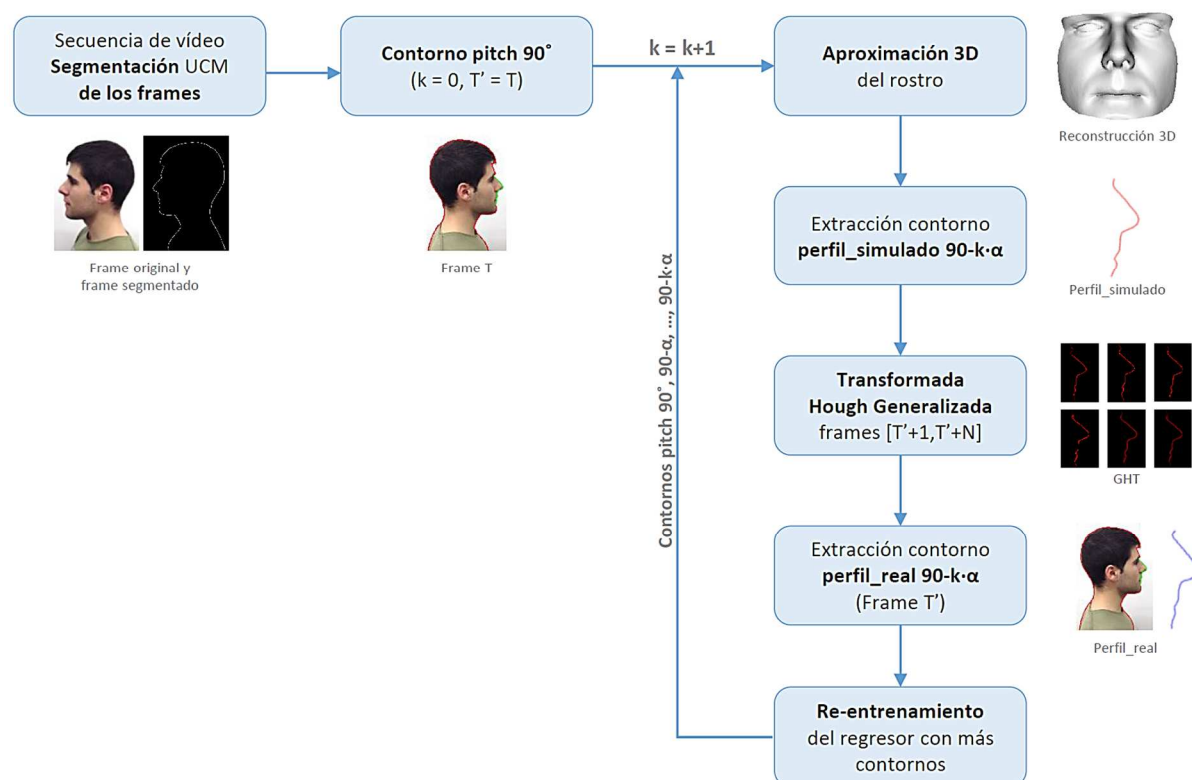 Secuencia de vídeo
Segmentación UCM
de los frames
Frame original y
frame segmentado
Contorno pitch 90°
(k = 0, T’ = T)
Frame T
k = k+1
Contornos pitch 90°, 90-α, ..., 90-k·α
Aproximación 3D
del rostro
Reconstrucción 3D
Extracción contorno
perfil_simulado 90-k·α
Perfil_simulado
Transformada
Hough Generalizada
frames [T’+1,T’+N]
GHT
Extracción contorno
perfil_real 90-k·α
(Frame T’)
Perfil_real
Re-entrenamiento
del regresor con más
contornos